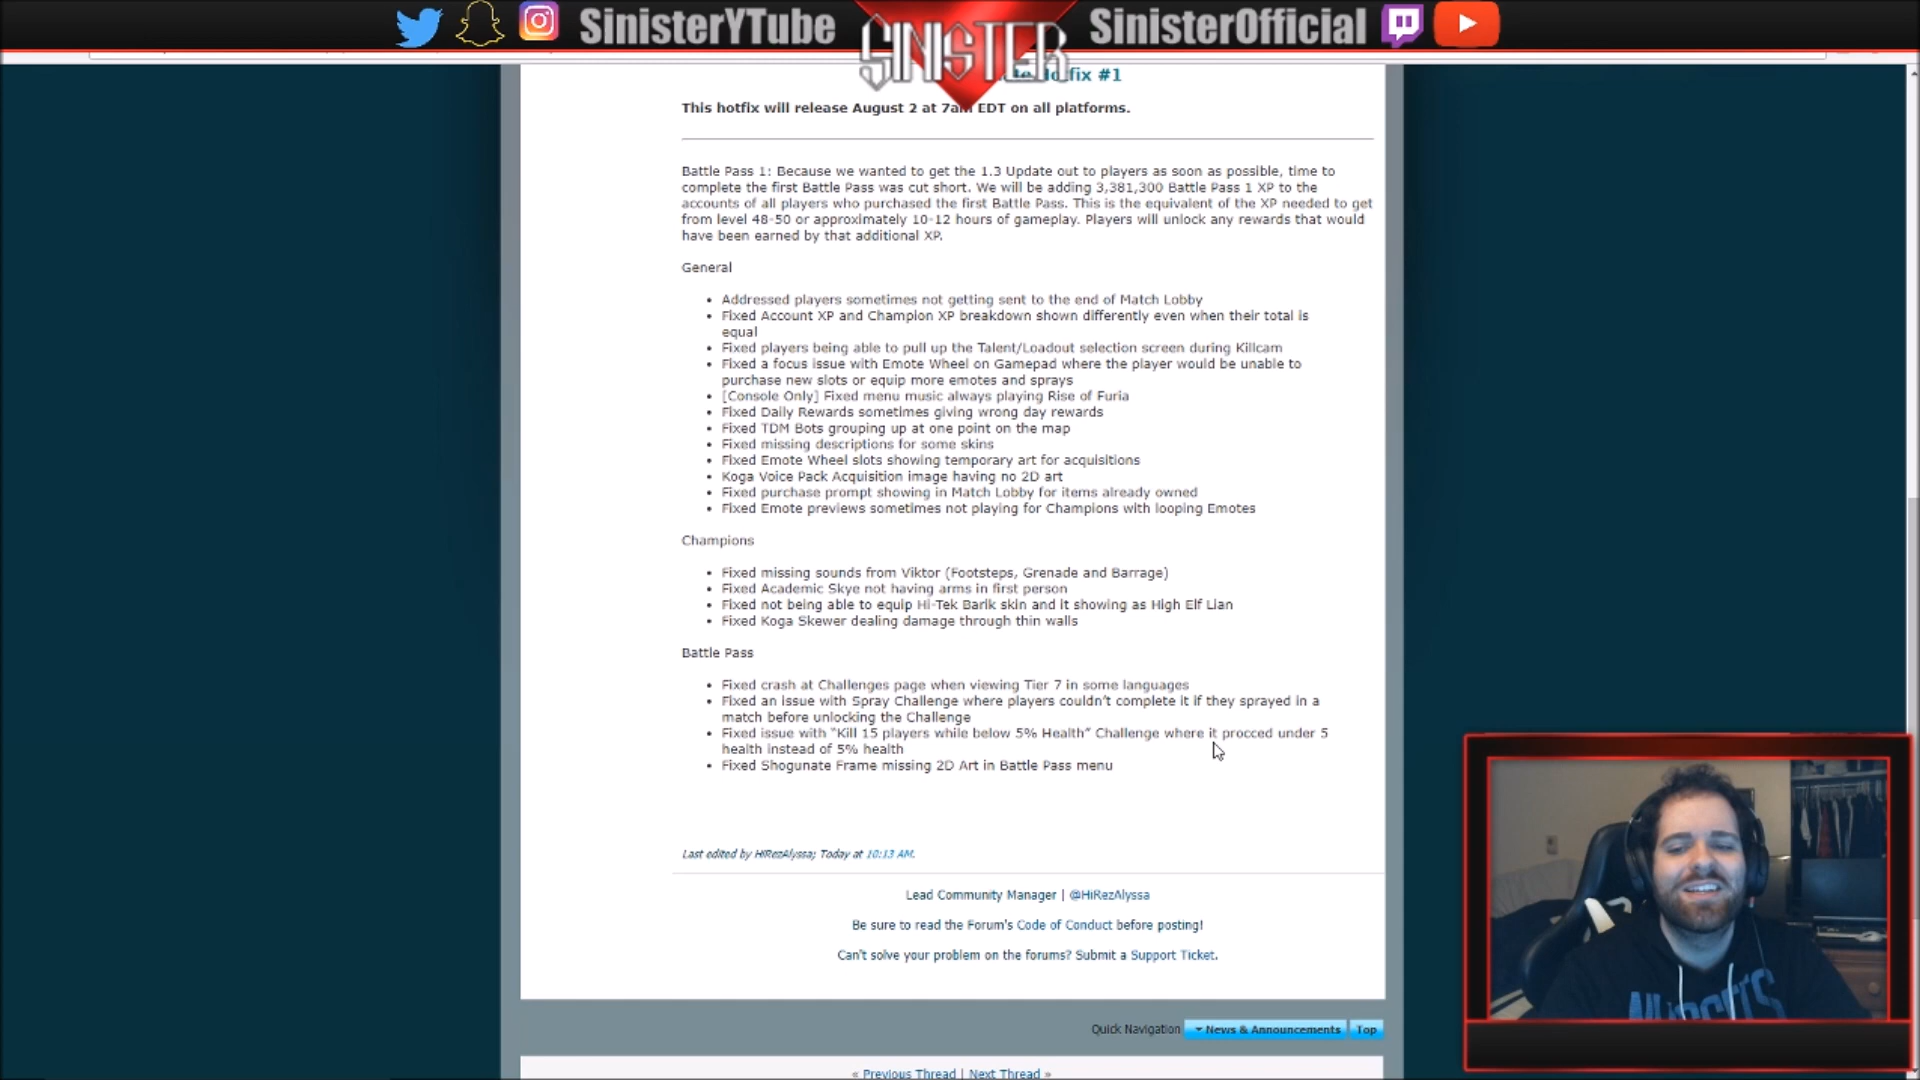 SinisterYTube SINISTER SinisterOfficial
fix #1
This hotfix will release August 2 at 7am EDT on all platforms.
Battle Pass 1: Because we wanted to get the 1.3 Update out to players as soon as possible, time to
complete the first Battle Pass was cut short. We will be adding 3,381,300 Battle Pass 1 XP to the
accounts of all players who purchased the first Battle Pass. This is the equivalent of the XP needed to get
from level 48-50 or approximately 10-12 hours of gameplay. Players will unlock any rewards that would
have been earned by that additional XP.
General
• Addressed players sometimes not getting sent to the end of Match Lobby
• Fixed Account XP and Champion XP breakdown shown differently even when their total is
equal
• Fixed players being able to pull up the Talent/Loadout selection screen during Killcam
• Fixed a focus issue with Emote Wheel on Gamepad where the player would be unable to
purchase new slots or equip more emotes and sprays
• [Console Only] Fixed menu music always playing Rise of Furia
• Fixed Daily Rewards sometimes giving wrong day rewards
• Fixed TDM Bots grouping up at one point on the map
• Fixed missing descriptions for some skins
• Fixed Emote Wheel slots showing temporary art for acquisitions
• Koga Voice Pack Acquisition image having no 2D art
• Fixed purchase prompt showing in Match Lobby for items already owned
• Fixed Emote previews sometimes not playing for Champions with looping Emotes
Champions
• Fixed missing sounds from Viktor (Footsteps, Grenade and Barrage)
• Fixed Academic Skye not having arms in first person
• Fixed not being able to equip Hi-Tek Barik skin and it showing as High Elf Lian
• Fixed Koga Skewer dealing damage through thin walls
Battle Pass
• Fixed crash at Challenges page when viewing Tier 7 in some languages
• Fixed an issue with Spray Challenge where players couldn't complete it if they sprayed in a
match before unlocking the Challenge
• Fixed issue with "Kill 15 players while below 5% Health" Challenge where it procced under 5
health instead of 5% health
• Fixed Shogunate Frame missing 2D Art in Battle Pass menu
Last edited by HiRezAlyssa; Today at 10:13 AM.
Lead Community Manager | @HiRezAlyssa
Be sure to read the Forum's Code of Conduct before posting!
Can't solve your problem on the forums? Submit a Support Ticket.
Quick Navigation News & Announcements Top
« Previous Thread | Next Thread »
NUGGETS